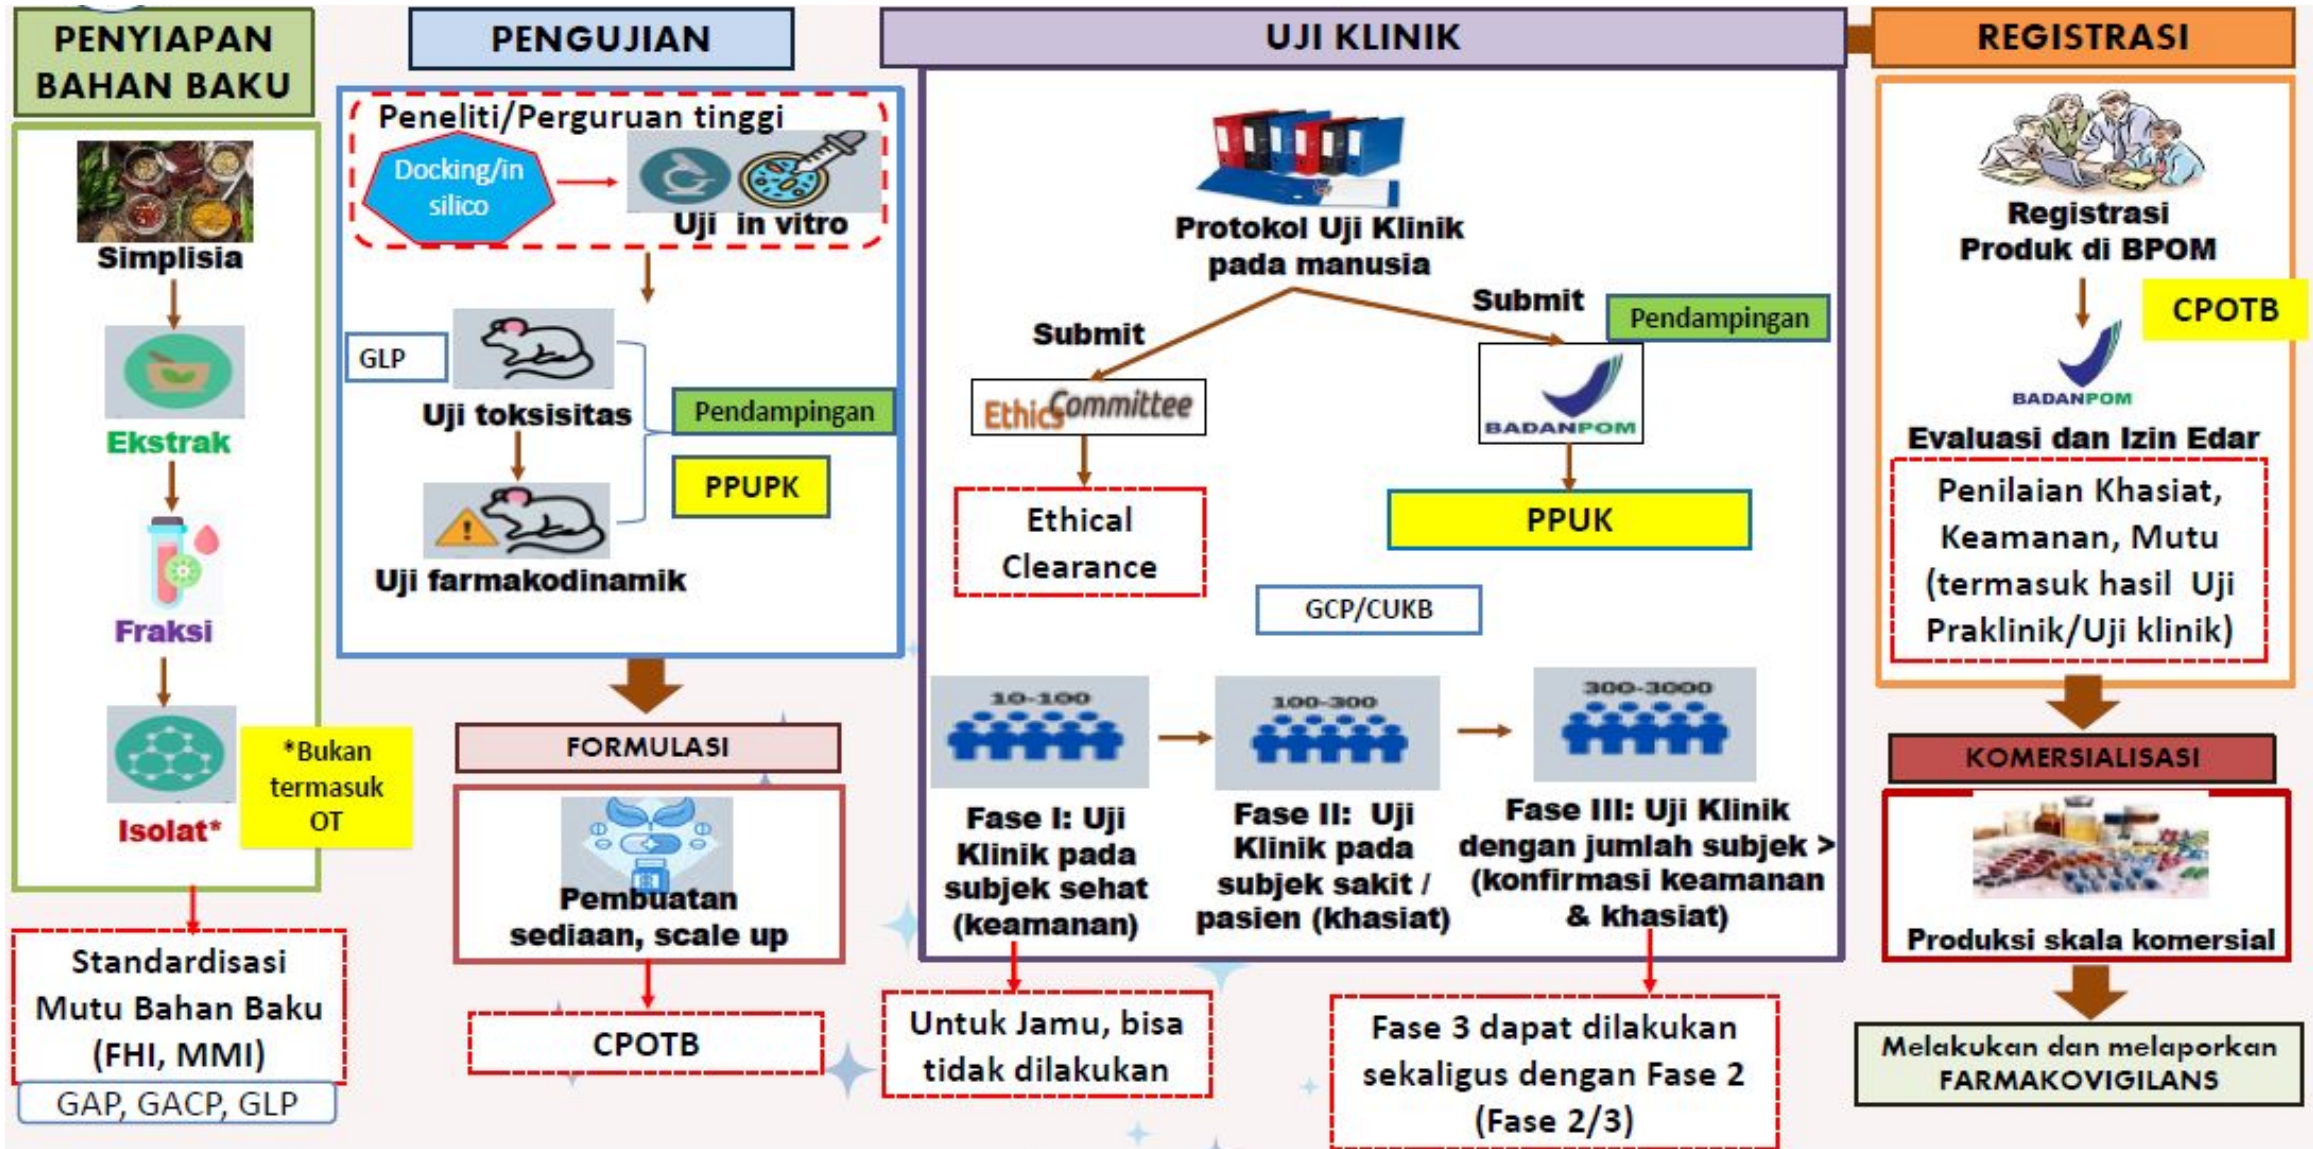 PENYIAPAN
BAHAN BAKU
Simplisia
Ekstrak
Fraksi
Isolat*
*Bukan
termasuk
OT
Standardisasi
Mutu Bahan Baku
(FHI, MMI)
GAP, GACP, GLP
PENGUJIAN
Peneliti/Perguruan tinggi
Docking/in
silico
Uji in vitro
GLP
Uji toksisitas
Pendampingan
PPUPK
Uji farmakodinamik
FORMULASI
Pembuatan
sediaan, scale up
CPOTB
UJI KLINIK
Protokol Uji Klinik
pada manusia
Submit
Submit
Pendampingan
Ethics Committee
BADANPOM
Ethical
Clearance
PPUK
GCP/CUKB
10-100
100-300
300-3000
Fase I: Uji
Klinik pada
subjek sehat
(keamanan)
Fase II: Uji
Klinik pada
subjek sakit /
pasien (khasiat)
Fase III: Uji Klinik
dengan jumlah subjek >
(konfirmasi keamanan
& khasiat)
Untuk Jamu, bisa
tidak dilakukan
Fase 3 dapat dilakukan
sekaligus dengan Fase 2
(Fase 2/3)
REGISTRASI
Registrasi
Produk di BPOM
CPOTB
BADANPOM
Evaluasi dan Izin Edar
Penilaian Khasiat,
Keamanan, Mutu
(termasuk hasil Uji
Praklinik/Uji klinik)
KOMERSIALISASI
Produksi skala komersial
Melakukan dan melaporkan
FARMAKOVIGILANS